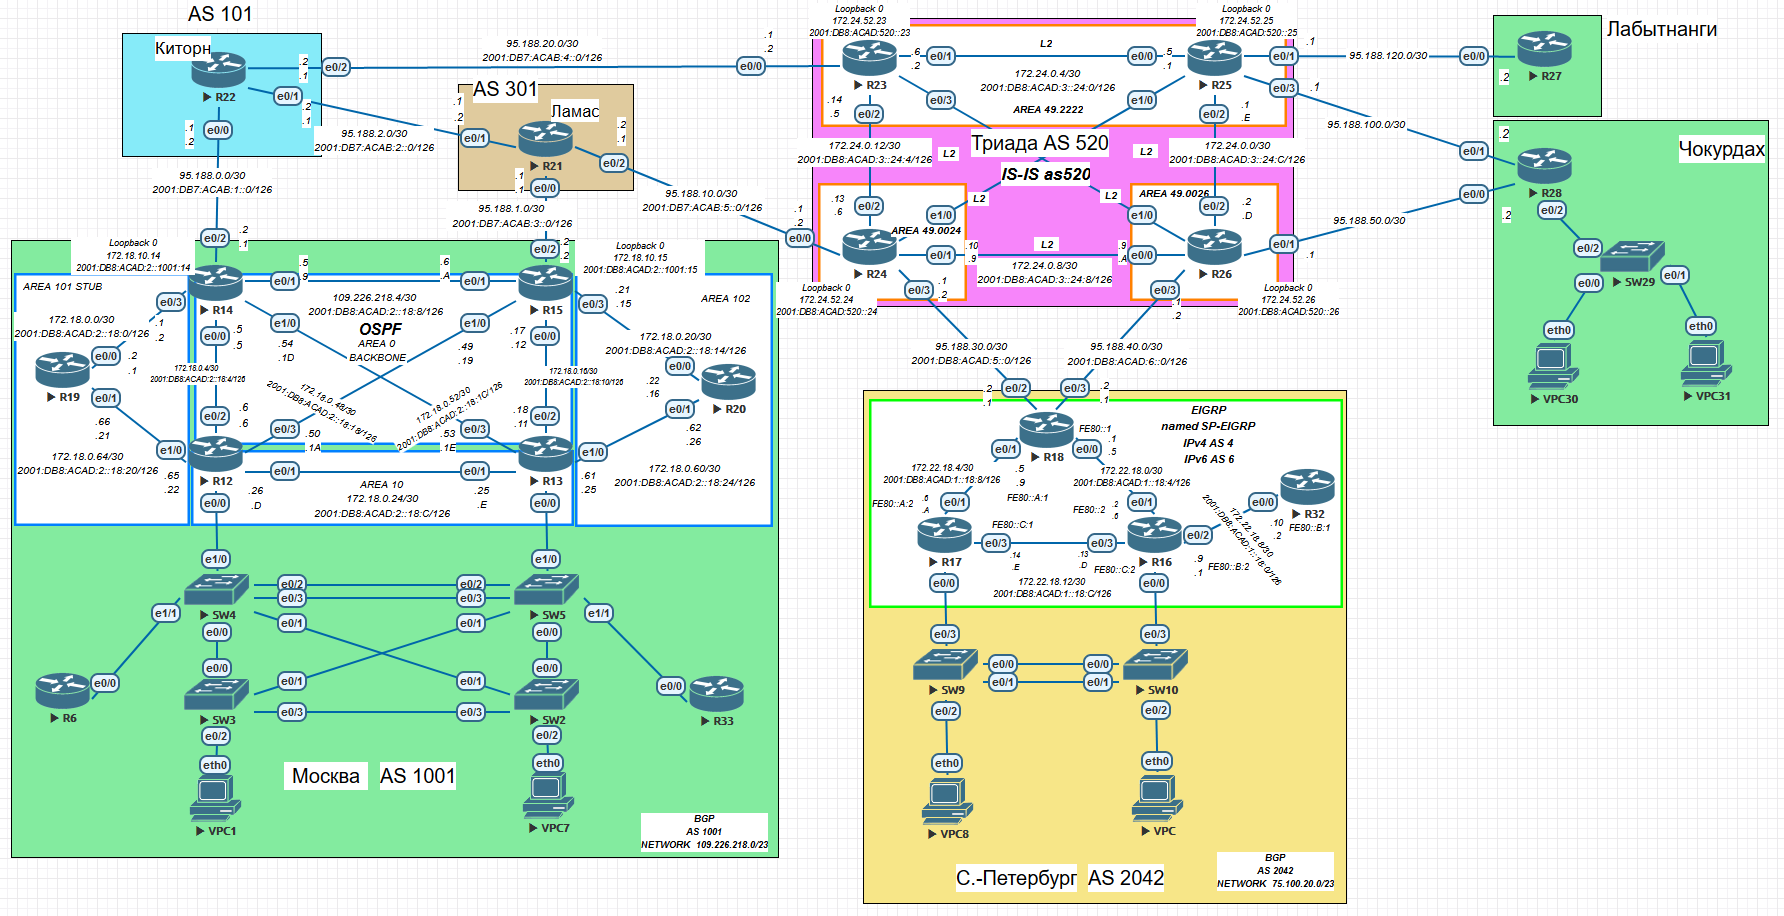 AS 101
Киторн
R22
e0/2
e0/1
e0/0
.2
.1
.2
.1
.1
.2
95.188.20.0/30
2001:DB7:ACAB:4::0/126
.1
.2
e0/0
95.188.2.0/30
2001:DB7:ACAB:2::0/126
95.188.0.0/30
2001:DB7:ACAB:1::0/126
AS 301
Ламас
R21
.1
.2
e0/1
.2
.1
e0/2
.1
.1
e0/0
95.188.1.0/30
2001:DB7:ACAB:3::0/126
95.188.10.0/30
2001:DB7:ACAB:5::0/126
.1
.2
e0/0
Loopback 0
172.24.52.23
2001:DB8:ACAD:520::23
R23
.6
.2
e0/1
e0/3
e0/2
.14
.5
L2
172.24.0.4/30
2001:DB8:ACAD:3::24:0/126
AREA 49.2222
Loopback 0
172.24.52.25
2001:DB8:ACAD:520::25
R25
e0/0
.5
.1
e1/0
e0/1
.1
e0/3
.1
e0/2
.1
.E
172.24.0.12/30
2001:DB8:ACAD:3::24:4/126
L2
Триада AS 520
IS-IS as520
L2
172.24.0.0/30
2001:DB8:ACAD:3::24:C/126
L2
L2
AREA 49.0026
.13
.6
e0/2
e1/0
AREA 49.0024
R24
e0/1
.10
.9
L2
172.24.0.8/30
2001:DB8:ACAD:3::24:8/126
.9
.A
e0/0
e1/0
e0/2
.2
.D
R26
e0/1
.1
e0/3
.1
.2
e0/3
.1
.2
Loopback 0
172.24.52.24
2001:DB8:ACAD:520::24
Loopback 0
172.24.52.26
2001:DB8:ACAD:520::26
95.188.120.0/30
e0/0
.2
R27
Лабытнанги
95.188.100.0/30
95.188.50.0/30
.2
e0/1
e0/0
.2
R28
e0/2
Чокурдах
e0/2
SW29
e0/1
e0/0
eth0
eth0
VPC30
VPC31
Loopback 0
172.18.10.14
2001:DB8:ACAD:2::1001:14
e0/2
.2
.1
AREA 101 STUB
R14
e0/3
.1
.2
e0/1
.5
.9
e1/0
.54
.1D
e0/0
.5
.5
172.18.0.0/30
2001:DB8:ACAD:2::18:0/126
R19
e0/0
.2
.1
e0/1
.66
.21
172.18.0.64/30
2001:DB8:ACAD:2::18:20/126
e1/0
.65
.22
109.226.218.4/30
2001:DB8:ACAD:2::18:8/126
OSPF
AREA 0
BACKBONE
Loopback 0
172.18.10.15
2001:DB8:ACAD:2::1001:15
e0/2
.2
.2
R15
.6
.A
e0/1
e1/0
.49
.19
e0/0
.17
.12
e0/3
.21
.15
AREA 102
172.18.0.20/30
2001:DB8:ACAD:2::18:14/126
e0/0
.22
.16
R20
e0/1
.62
.26
172.18.0.60/30
2001:DB8:ACAD:2::18:24/126
e1/0
.61
.25
172.18.0.4/30
2001:DB8:ACAD:2::18:4/126
172.18.0.16/30
2001:DB8:ACAD:2::18:10/126
172.18.0.48/30
2001:DB8:ACAD:2::18:18/126
172.18.0.52/30
2001:DB8:ACAD:2::18:1C/126
e0/2
.6
.6
R12
e0/3
.50
.1A
e0/1
e0/0
.26
.D
AREA 10
172.18.0.24/30
2001:DB8:ACAD:2::18:C/126
e0/2
.18
.11
R13
e0/3
.53
.1E
e0/1
.25
.E
e0/0
e1/0
SW4
e0/2
e0/3
e0/1
e0/0
e1/1
e1/0
SW5
e0/2
e0/3
e0/1
e0/0
e1/1
R6
e0/0
e0/0
SW3
e0/1
e0/3
e0/2
e0/0
SW2
e0/1
e0/3
e0/2
e0/0
R33
eth0
VPC1
eth0
VPC7
Москва
AS 1001
BGP
AS 1001
NETWORK 109.226.218.0/23
95.188.30.0/30
2001:DB8:ACAD:5::0/126
95.188.40.0/30
2001:DB8:ACAD:6::0/126
.2
.1
e0/2
e0/3
.2
.1
R18
FE80::1
EIGRP
named SP-EIGRP
IPv4 AS 4
IPv6 AS 6
e0/1
.5
.9
e0/0
.1
.5
172.22.18.4/30
2001:DB8:ACAD:1::18:8/126
172.22.18.0/30
2001:DB8:ACAD:1::18:4/126
FE80::A:2
.6
.A
e0/1
FE80::A:1
FE80::2
.2
.6
e0/1
FE80::C:1
R17
e0/3
.14
.E
e0/3
.13
.D
FE80::C:2
R16
e0/2
.9
.1
FE80::B:2
172.22.18.8/30
2001:DB8:ACAD:1::18:0/126
e0/0
.10
.2
R32
FE80::B:1
172.22.18.12/30
2001:DB8:ACAD:1::18:C/126
e0/0
e0/0
e0/3
SW9
e0/0
e0/1
e0/2
e0/3
SW10
e0/0
e0/1
e0/2
eth0
VPC8
eth0
VPC
С.-Петербург
AS 2042
BGP
AS 2042
NETWORK 75.100.20.0/23